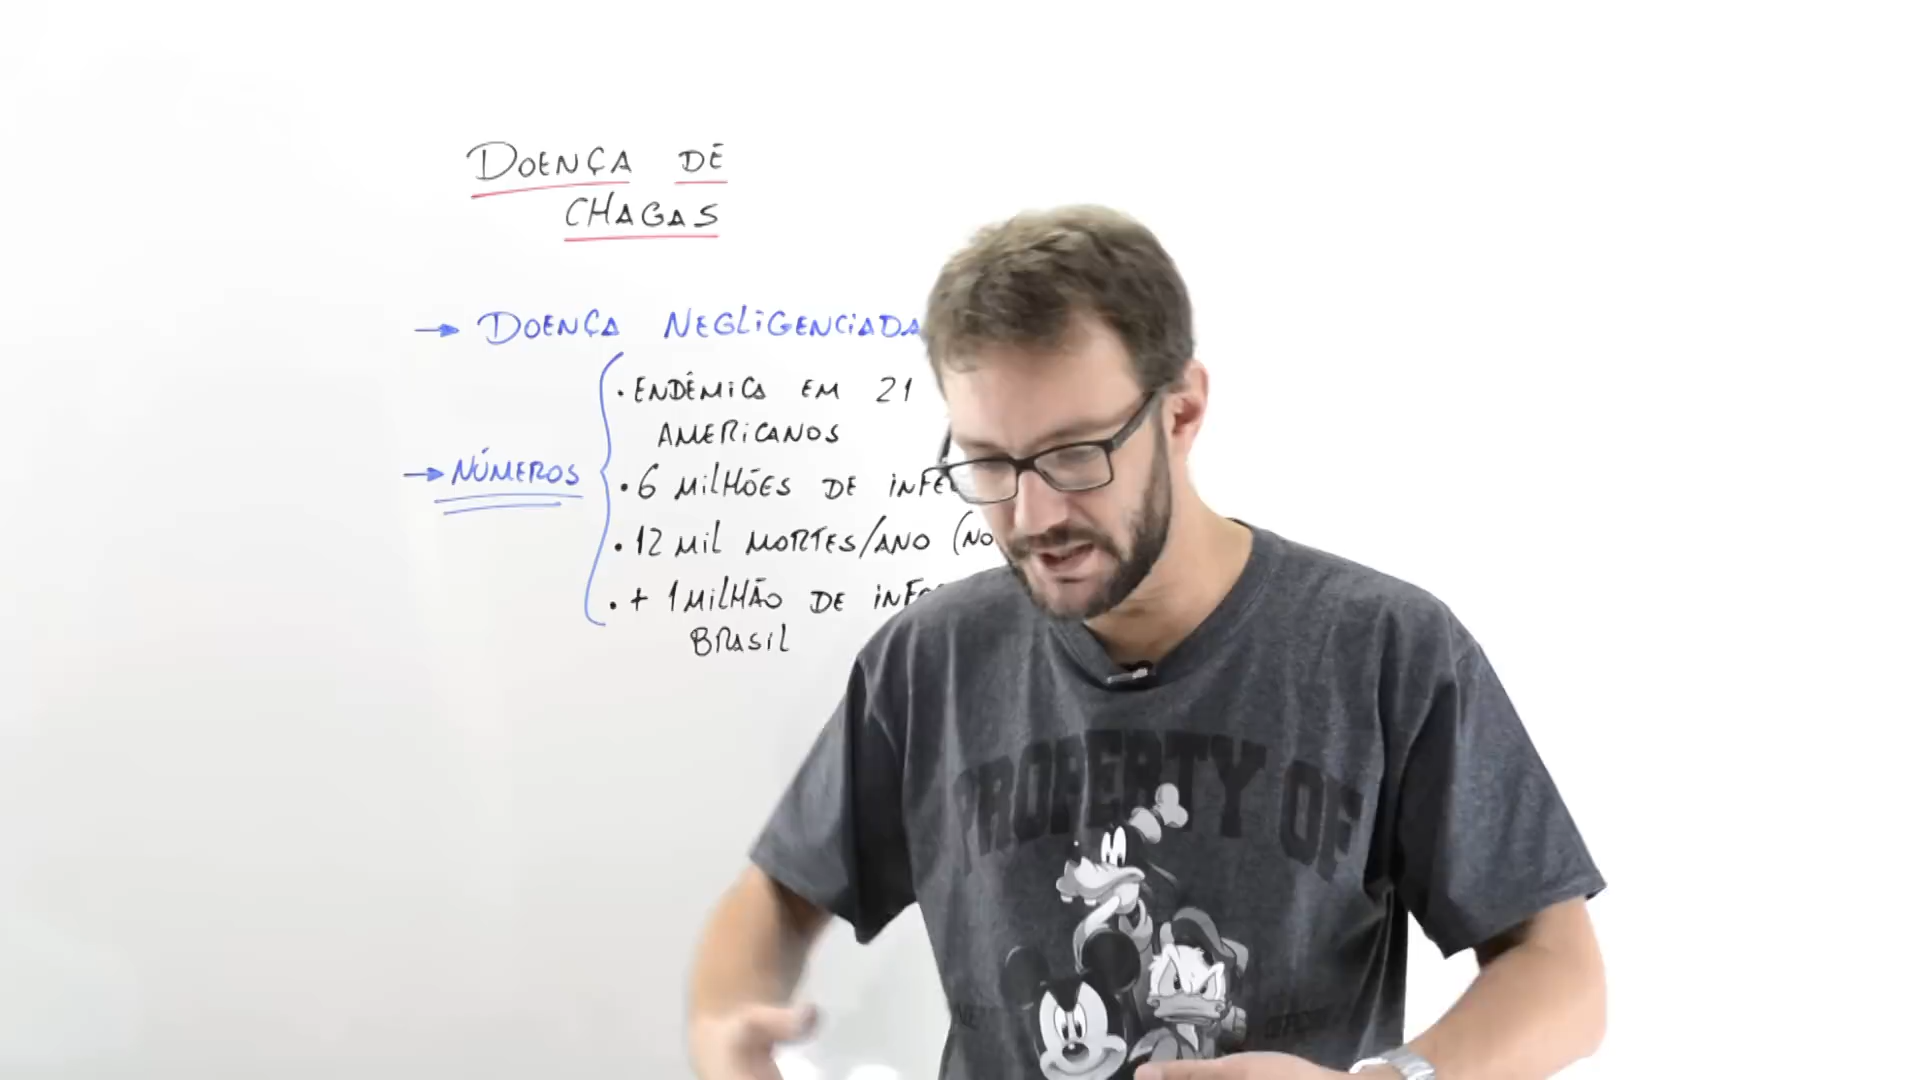 DOENÇA DE
CHAGAS
→ DOENÇA NEGLIGENCIADA
• ENDÊMICA EM 21
AMERICANOS
→ NÚMEROS
• 6 MILHÕES DE
• 12 MIL MORTES/ANO (NO
• + 1 MILHÃO DE
BRASIL
PROPERTY OF